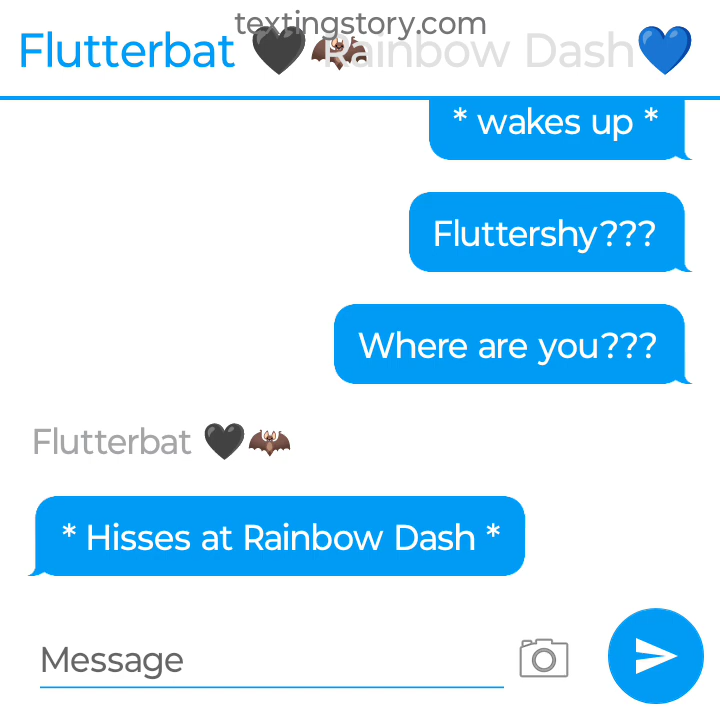 textingstory.com
Flutterbat 🖤🦇 Rainbow Dash💙
* wakes up *
Fluttershy???
Where are you???
Flutterbat 🖤🦇
* Hisses at Rainbow Dash *
Message